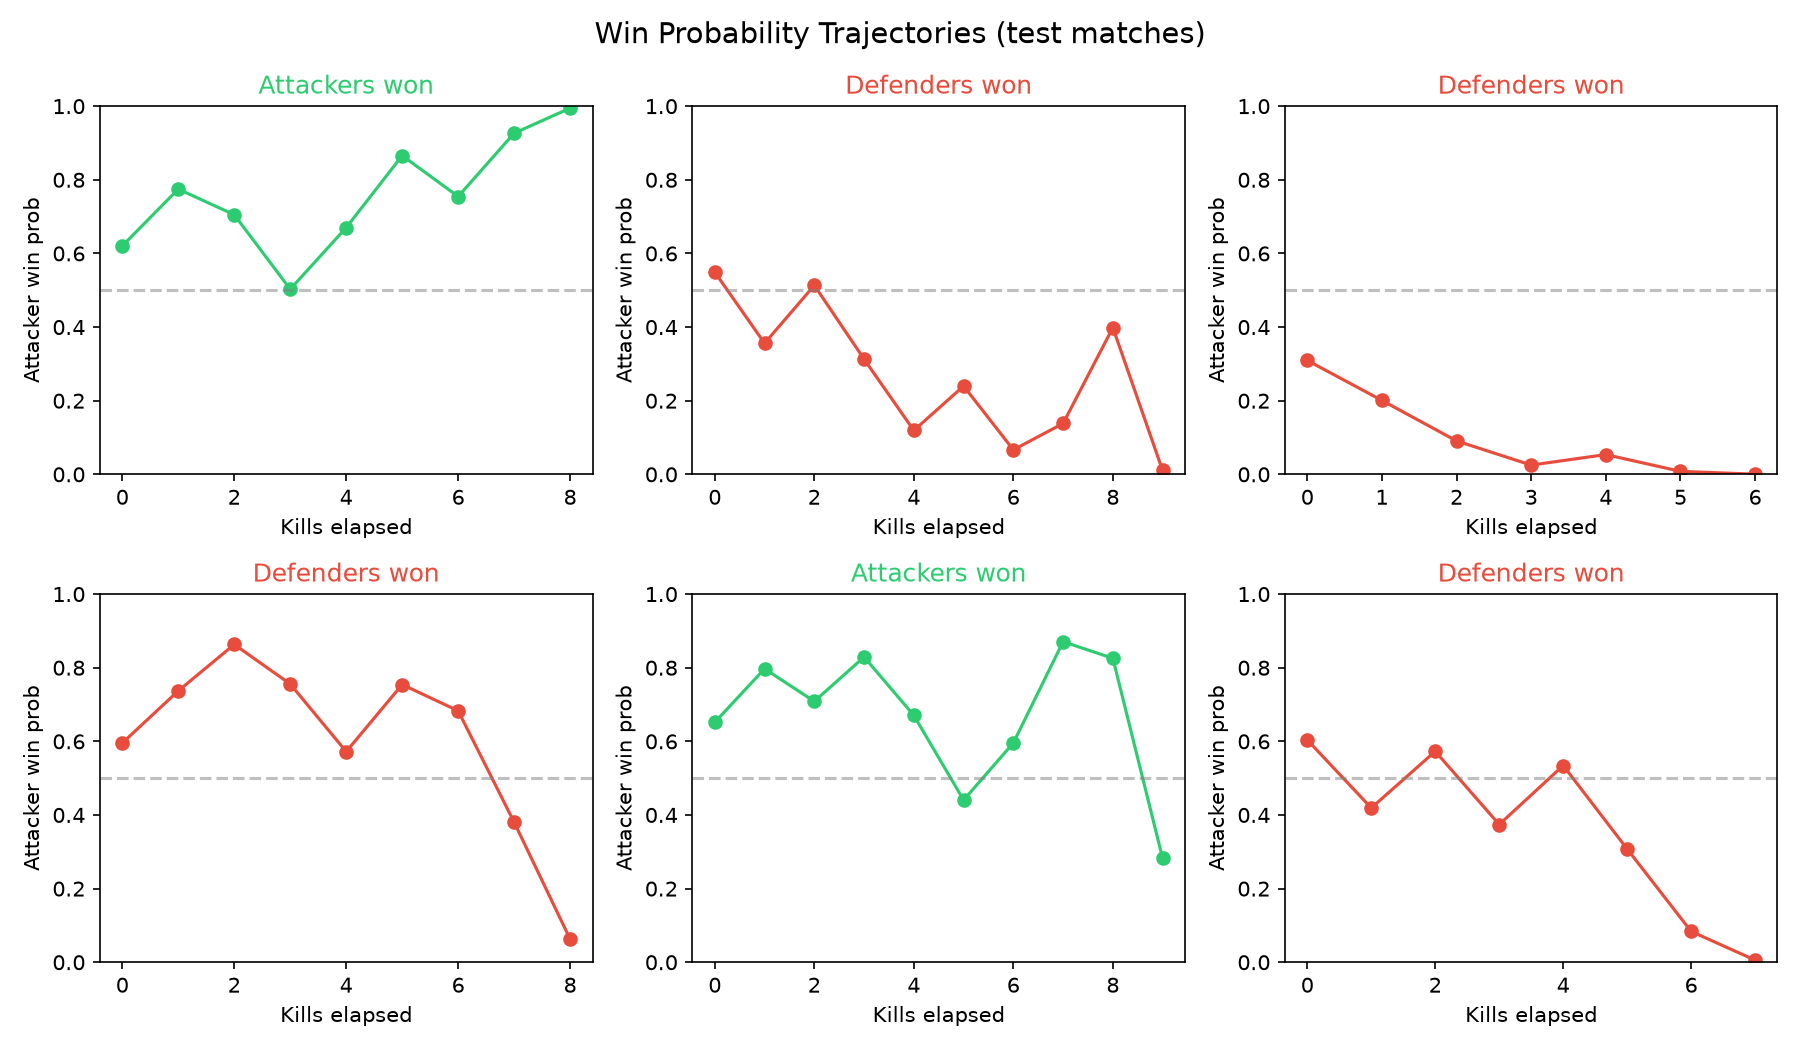 Win Probability Trajectories (test matches)
Attackers won
Defenders won
Defenders won
Attacker win prob
1.0
0.8
0.6
0.4
0.2
0.0
0 2 4 6 8
Kills elapsed
Attacker win prob
1.0
0.8
0.6
0.4
0.2
0.0
0 2 4 6 8
Kills elapsed
Attacker win prob
1.0
0.8
0.6
0.4
0.2
0.0
0 1 2 3 4 5 6
Kills elapsed
Defenders won
Attackers won
Defenders won
Attacker win prob
1.0
0.8
0.6
0.4
0.2
0.0
0 2 4 6 8
Kills elapsed
Attacker win prob
1.0
0.8
0.6
0.4
0.2
0.0
0 2 4 6 8
Kills elapsed
Attacker win prob
1.0
0.8
0.6
0.4
0.2
0.0
0 2 4 6
Kills elapsed